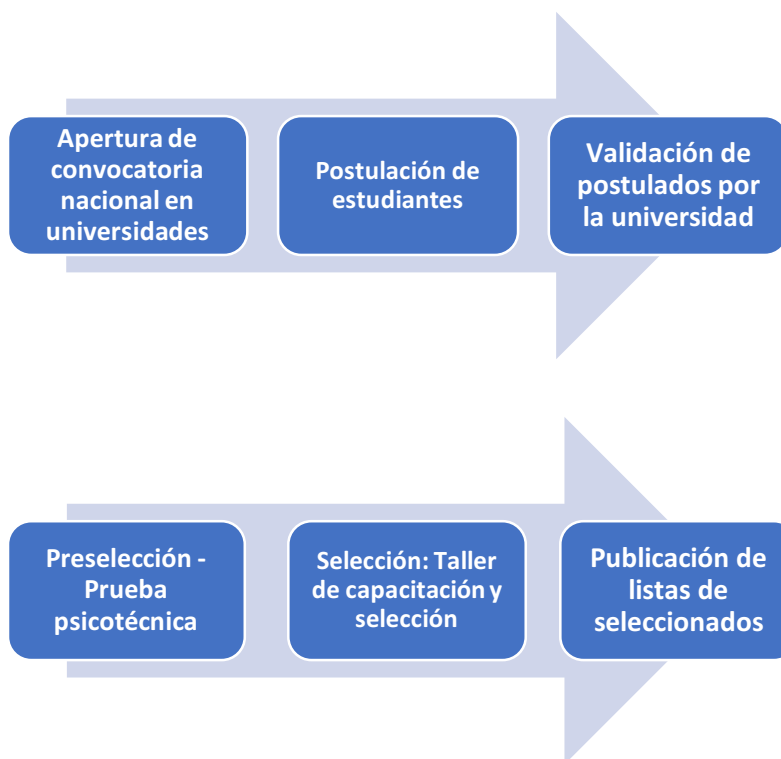 Apertura de
convocatoria
nacional en
universidades
Postulación de
estudiantes
Validación de
postulados por
la universidad
Preselección -
Prueba
psicotécnica
Selección: Taller
de capacitación y
selección
Publicación de
listas de
seleccionados